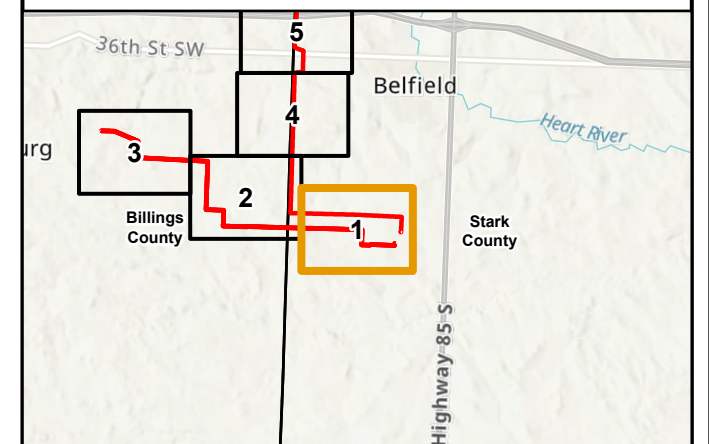 5
36th St SW
Belfield
4
Heart River
urg
3
2
Billings
County
1
Stark
County
Highway 85 S